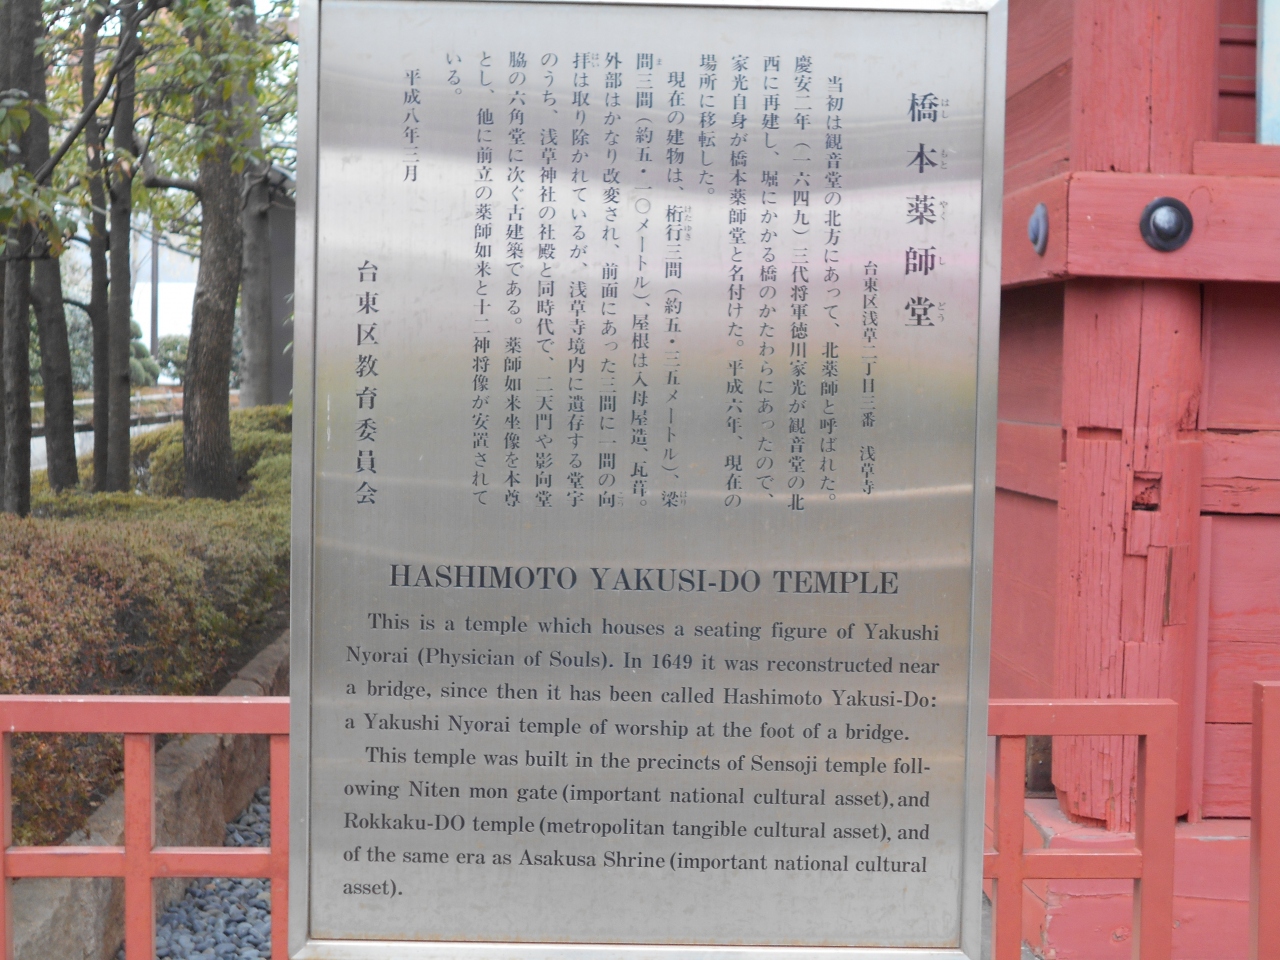 橋本薬師堂
台東区浅草二丁目三番　浅草寺
当初は観音堂の北方にあって、北薬師と呼ばれた。
慶安二年（一六四九）三代将軍徳川家光が観音堂の北
西に再建し、堀にかかる橋のかたわらにあったので、
家光自身が橋本薬師堂と名付けた。平成六年、現在の
場所に移転した。
現在の建物は、桁行三間（約五・三五メートル）、梁
間三間（約五・一〇メートル）、屋根は入母屋造、瓦葺。
外部はかなり改変され、前面にあった三間に一間の向
拝は取り除かれているが、浅草寺境内に遺存する堂宇
のうち、浅草神社の社殿と同時代で、二天門や影向堂
脇の六角堂に次ぐ古建築である。薬師如来坐像を本尊
とし、他に前立の薬師如来と十二神将像が安置されて
いる。
平成八年三月
台東区教育委員会
HASHIMOTO YAKUSI-DO TEMPLE
This is a temple which houses a seating figure of Yakushi
Nyorai (Physician of Souls). In 1649 it was reconstructed near
a bridge, since then it has been called Hashimoto Yakusi-Do:
a Yakushi Nyorai temple of worship at the foot of a bridge.
This temple was built in the precincts of Sensoji temple foll-
owing Niten mon gate (important national cultural asset), and
Rokkaku-DO temple (metropolitan tangible cultural asset), and
of the same era as Asakusa Shrine (important national cultural
asset).